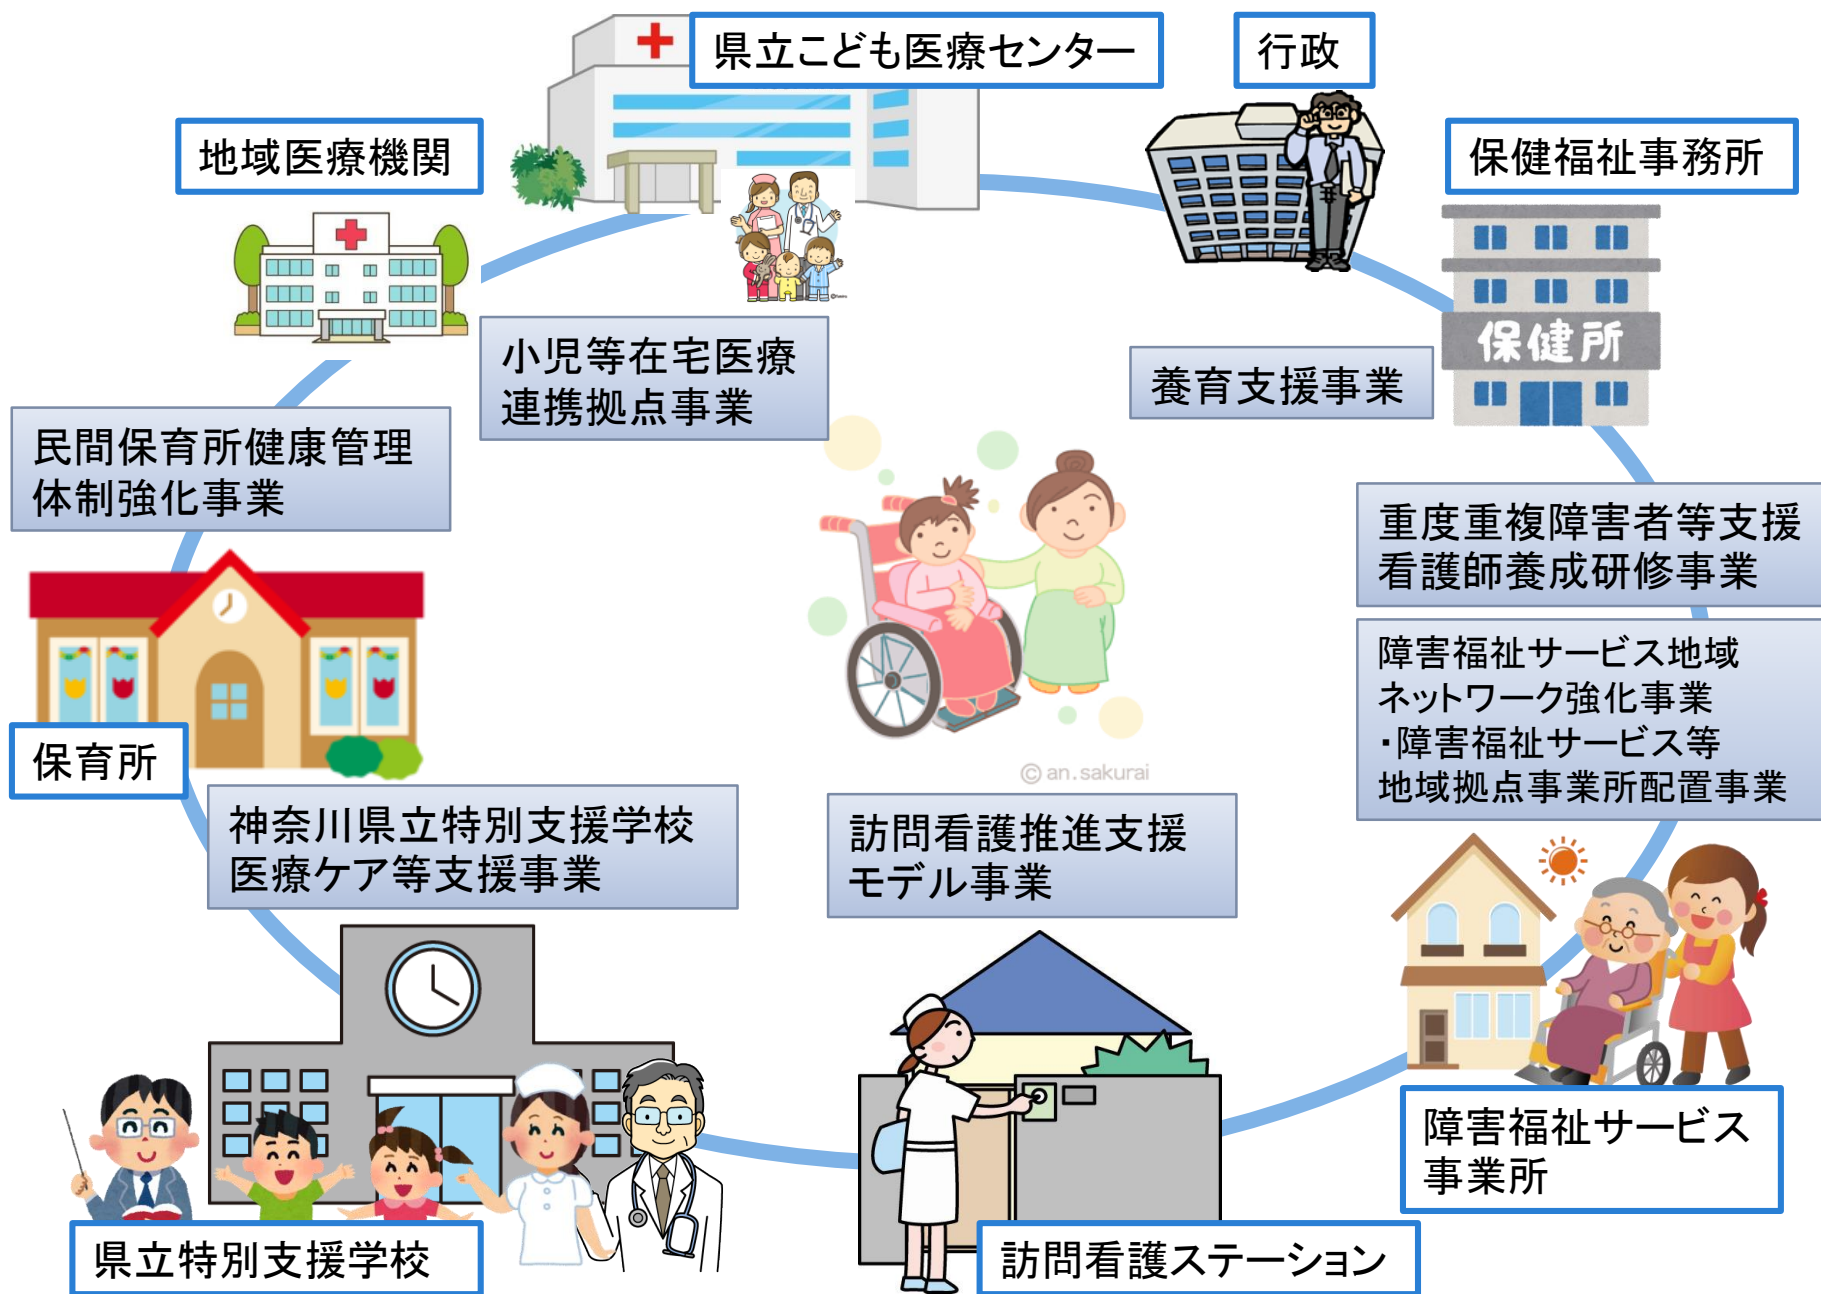 県立こども医療センター
行政
地域医療機関
保健福祉事務所
保健所
小児等在宅医療
連携拠点事業
養育支援事業
民間保育所健康管理
体制強化事業
重度重複障害者等支援
看護師養成研修事業
障害福祉サービス地域
ネットワーク強化事業
・障害福祉サービス等
地域拠点事業所配置事業
保育所
© an.sakurai
神奈川県立特別支援学校
医療ケア等支援事業
訪問看護推進支援
モデル事業
障害福祉サービス
事業所
県立特別支援学校
訪問看護ステーション